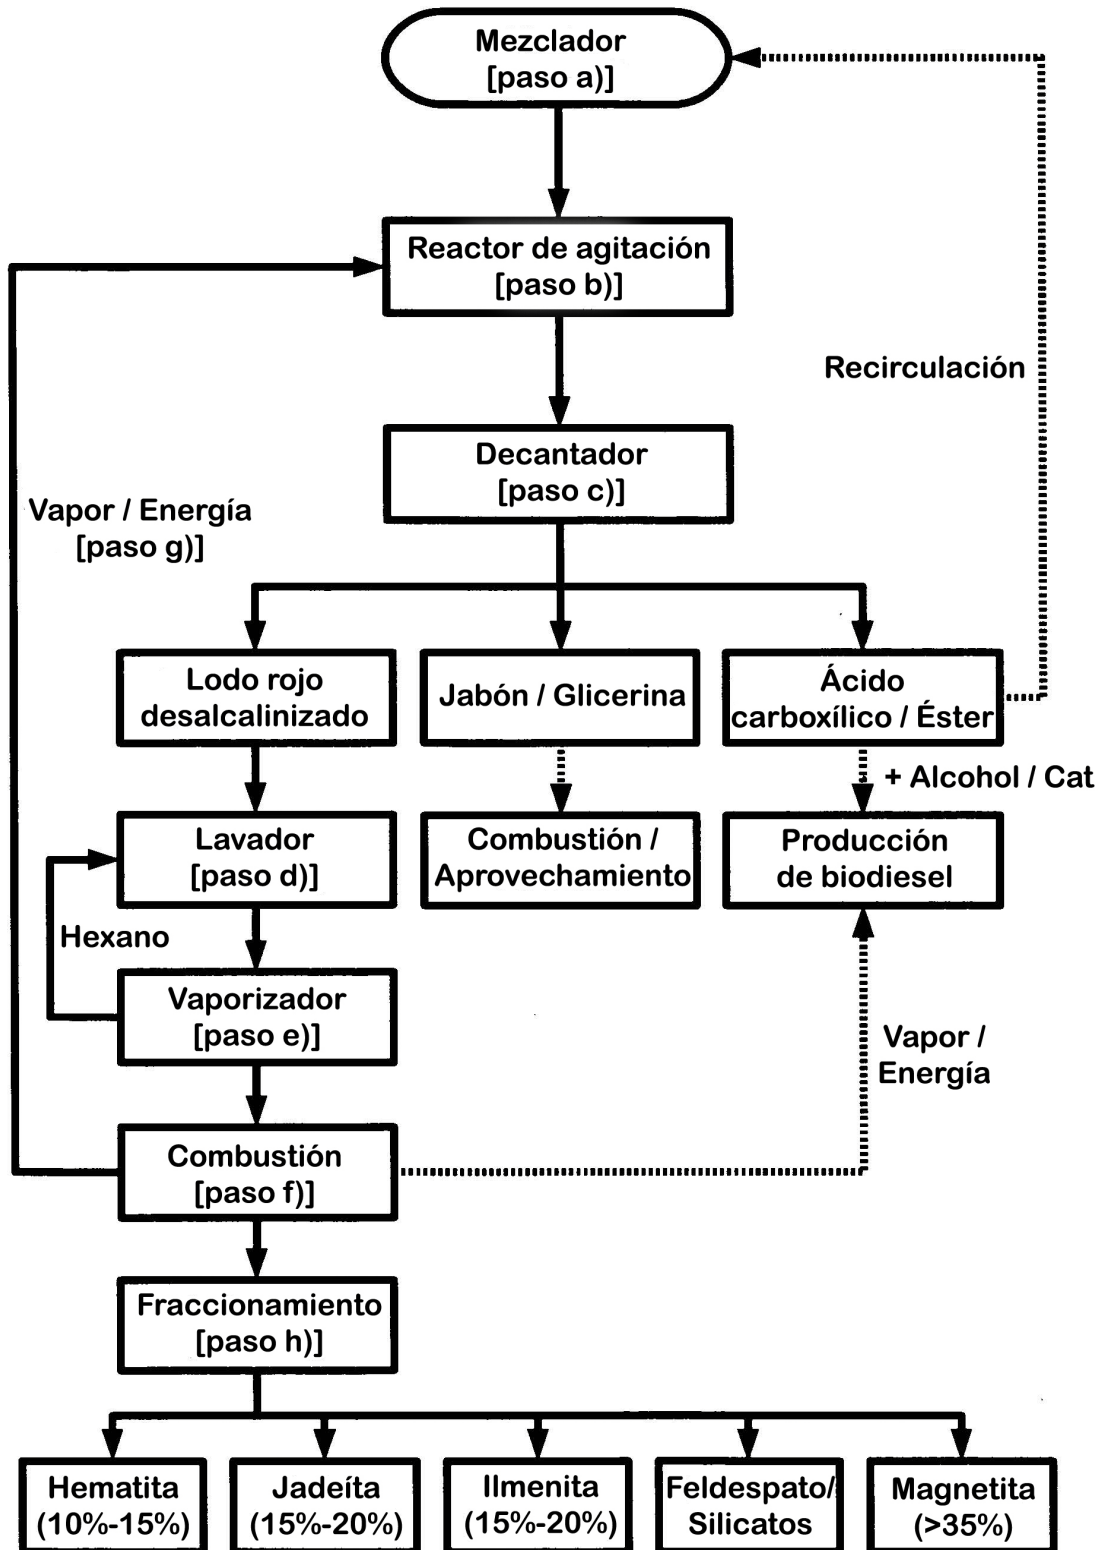 Mezclador
[paso a)]
Reactor de agitación
[paso b)]
Recirculación
Decantador
[paso c)]
Vapor / Energía
[paso g)]
Lodo rojo
desalcalinizado
Jabón / Glicerina
Ácido
carboxílico / Éster
+ Alcohol / Cat
Lavador
[paso d)]
Combustión /
Aprovechamiento
Producción
de biodiesel
Hexano
Vaporizador
[paso e)]
Vapor /
Energía
Combustión
[paso f)]
Fraccionamiento
[paso h)]
Hematita
(10%-15%)
Jadeíta
(15%-20%)
Ilmenita
(15%-20%)
Feldespato/
Silicatos
Magnetita
(>35%)